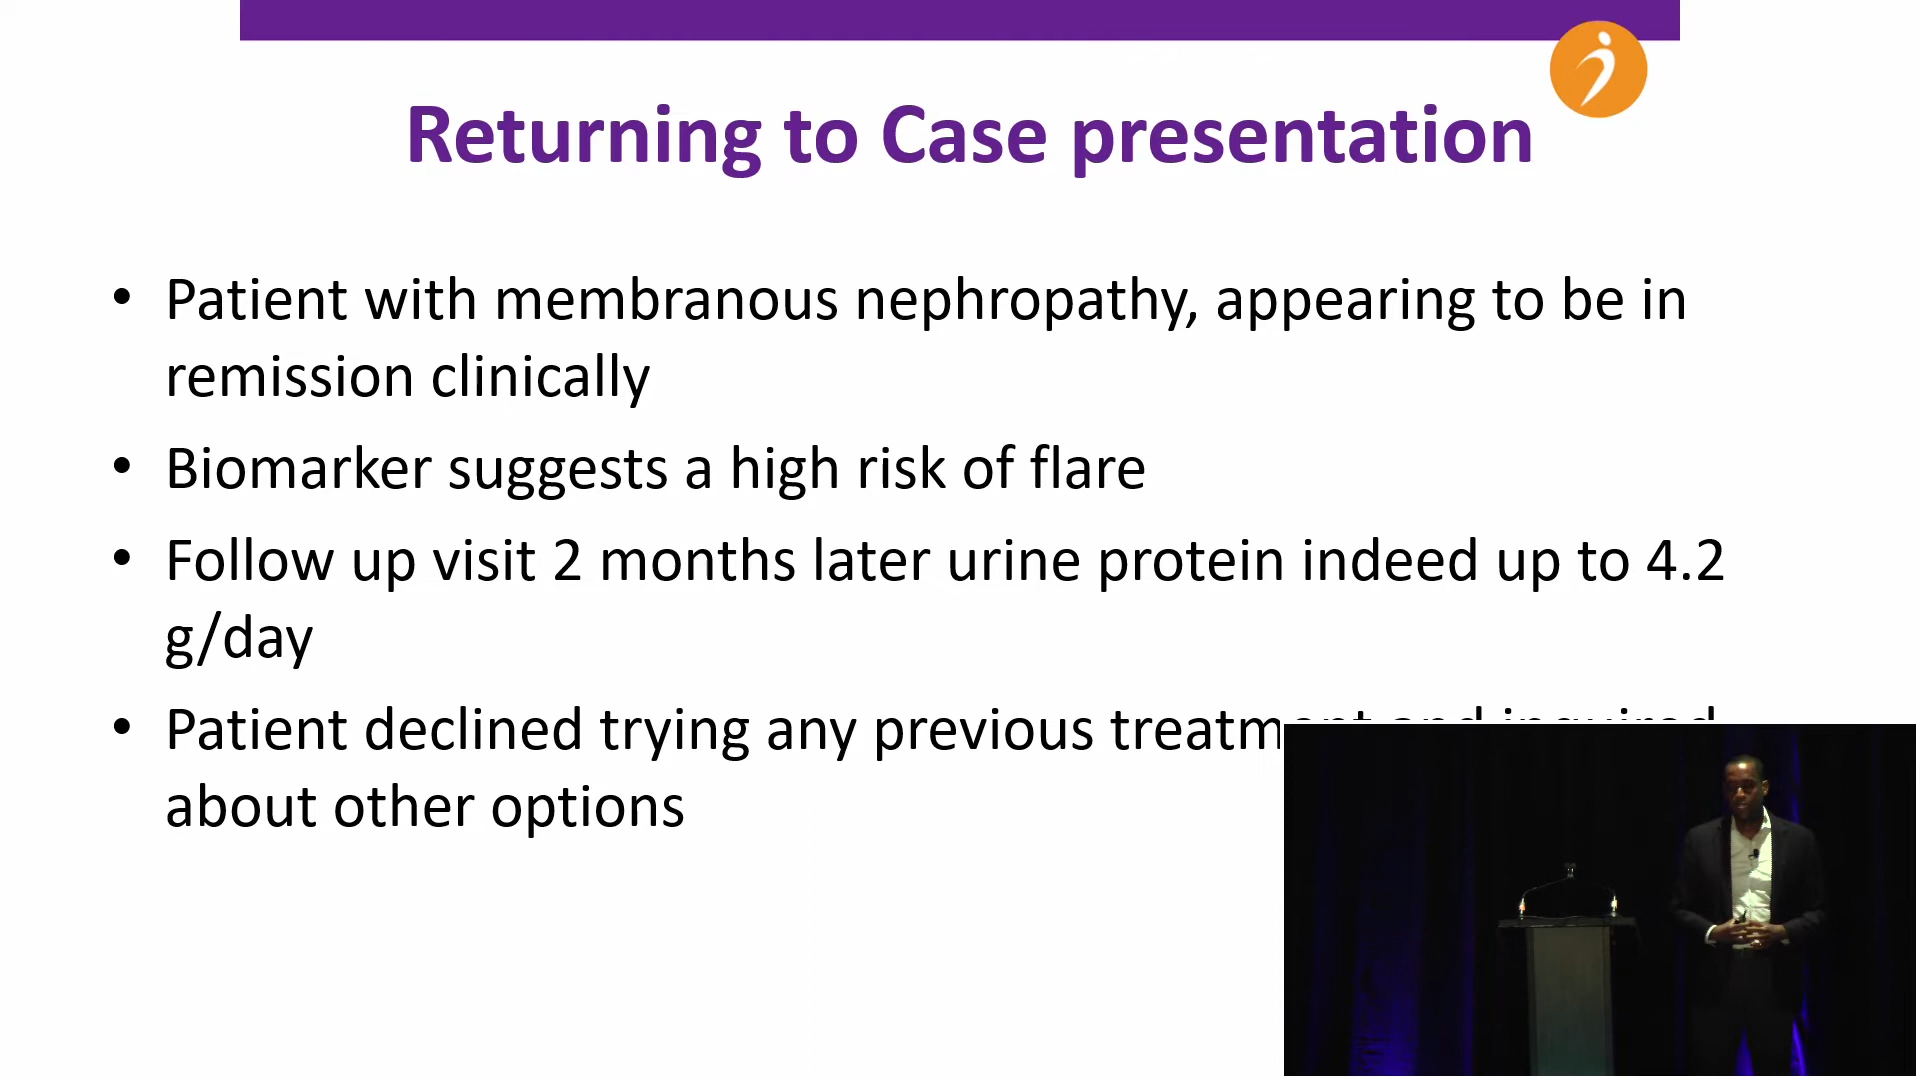 Returning to Case presentation
• Patient with membranous nephropathy, appearing to be in
remission clinically
• Biomarker suggests a high risk of flare
• Follow up visit 2 months later urine protein indeed up to 4.2
g/day
• Patient declined trying any previous treatment and inquired
about other options